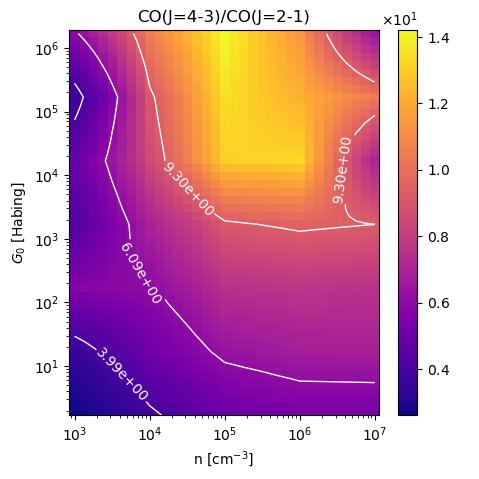 CO(J=4-3)/CO(J=2-1)
×10¹
10⁶
10⁵
10⁴
10³
10²
10¹
G₀ [Habing]
9.30e+00
9.30e+00
6.09e+00
3.99e+00
1.4
1.2
1.0
0.8
0.6
0.4
10³
10⁴
10⁵
10⁶
10⁷
n [cm⁻³]